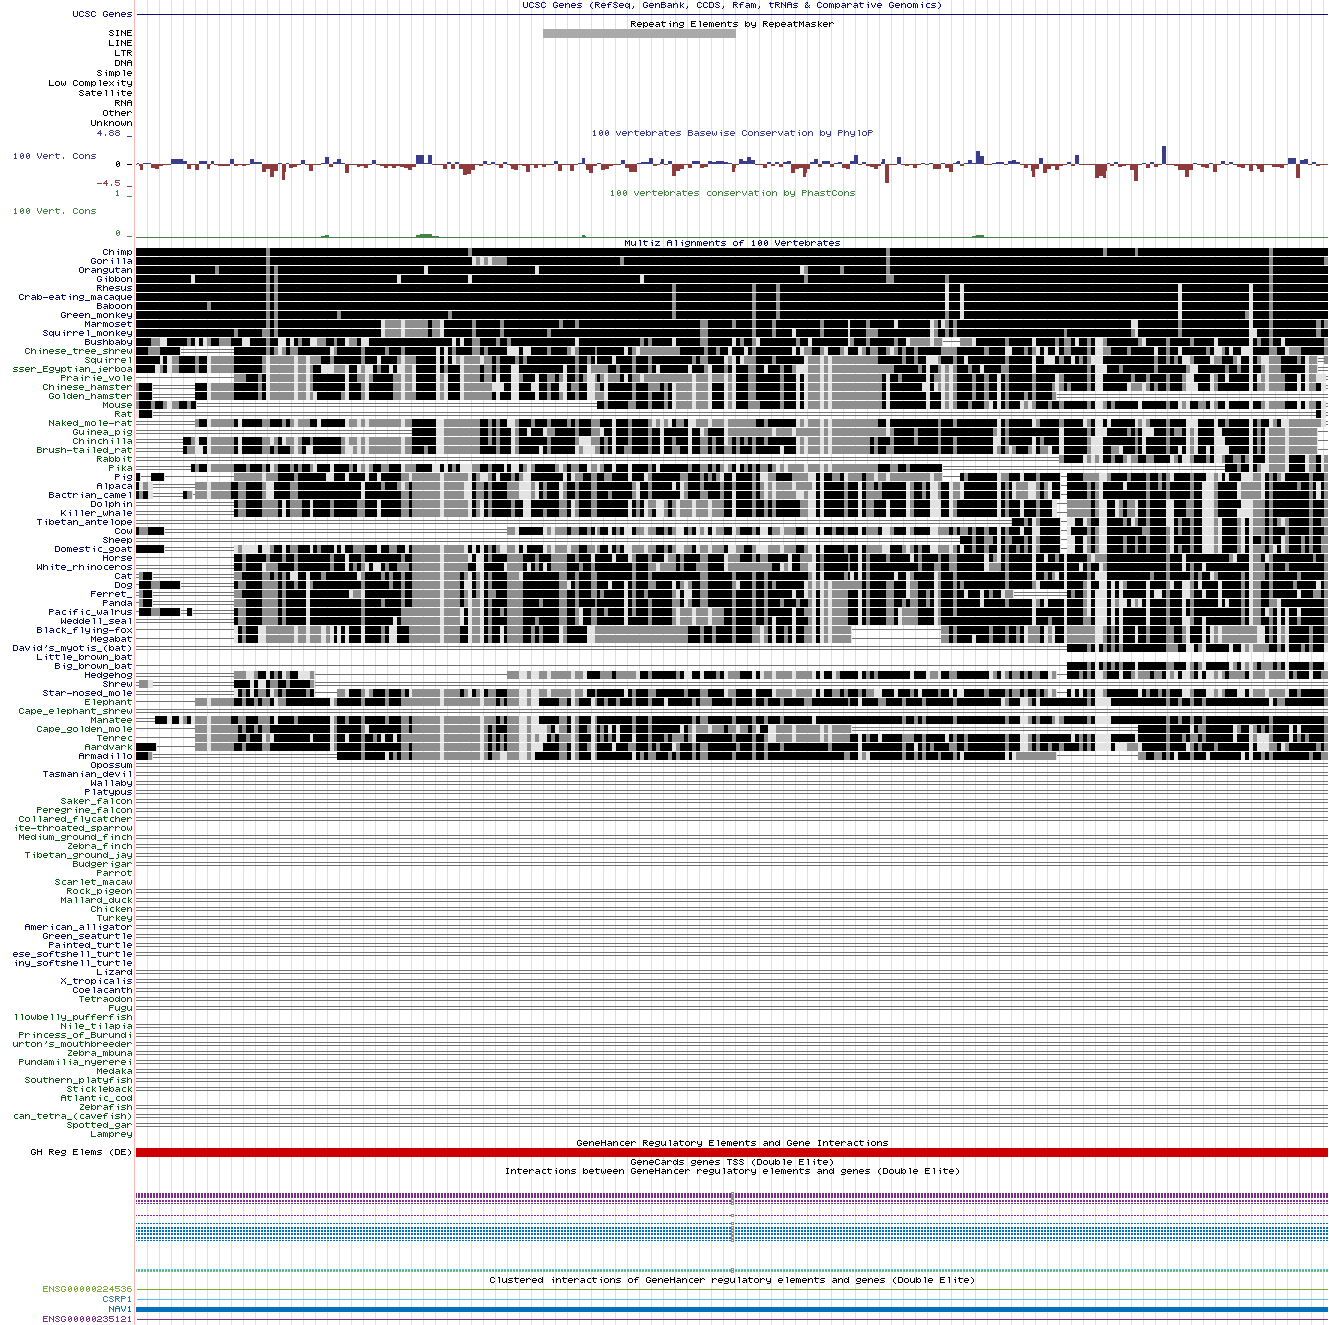 UCSC Genes (RefSeq, GenBank, CCDS, Rfam, tRNAs & Comparative Genomics)
UCSC Genes
Repeating Elements by RepeatMasker
SINE
LINE
LTR
DNA
Simple
Low Complexity
Satellite
RNA
Other
Unknown
4.88 _
100 vertebrates Basewise Conservation by PhyloP
100 Vert. Cons
0 _
-4.5 _
100 vertebrates conservation by PhastCons
1 _
100 Vert. Cons
0 _
Multiz Alignments of 100 Vertebrates
Chimp
Gorilla
Orangutan
Gibbon
Rhesus
Crab-eating_macaque
Baboon
Green_monkey
Marmoset
Squirrel_monkey
Bushbaby
Chinese_tree_shrew
Squirrel
sser_Egyptian_jerboa
Prairie_vole
Chinese_hamster
Golden_hamster
Mouse
Rat
Naked_mole-rat
Guinea_pig
Chinchilla
Brush-tailed_rat
Rabbit
Pika
Pig
Alpaca
Bactrian_camel
Dolphin
Killer_whale
Tibetan_antelope
Cow
Sheep
Domestic_goat
Horse
White_rhinoceros
Cat
Dog
Ferret_
Panda
Pacific_walrus
Weddell_seal
Black_flying-fox
Megabat
David's_myotis_(bat)
Little_brown_bat
Big_brown_bat
Hedgehog
Shrew
Star-nosed_mole
Elephant
Cape_elephant_shrew
Manatee
Cape_golden_mole
Tenrec
Aardvark
Armadillo
Opossum
Tasmanian_devil
Wallaby
Platypus
Saker_falcon
Peregrine_falcon
Collared_flycatcher
ite-throated_sparrow
Medium_ground_finch
Zebra_finch
Tibetan_ground_jay
Budgerigar
Parrot
Scarlet_macaw
Rock_pigeon
Mallard_duck
Chicken
Turkey
American_alligator
Green_seaturtle
Painted_turtle
ese_softshell_turtle
iny_softshell_turtle
Lizard
X_tropicalis
Coelacanth
Tetraodon
Fugu
llowbelly_pufferfish
Nile_tilapia
Princess_of_Burundi
urton's_mouthbreeder
Zebra_mbuna
Pundamilia_nyererei
Medaka
Southern_platyfish
Stickleback
Atlantic_cod
Zebrafish
can_tetra_(cavefish)
Spotted_gar
Lamprey
GeneHancer Regulatory Elements and Gene Interactions
GH Reg Elems (DE)
GeneCards genes TSS (Double Elite)
Interactions between GeneHancer regulatory elements and genes (Double Elite)
Clustered interactions of GeneHancer regulatory elements and genes (Double Elite)
ENSG00000224536
CSRP1
NAV1
ENSG00000235121